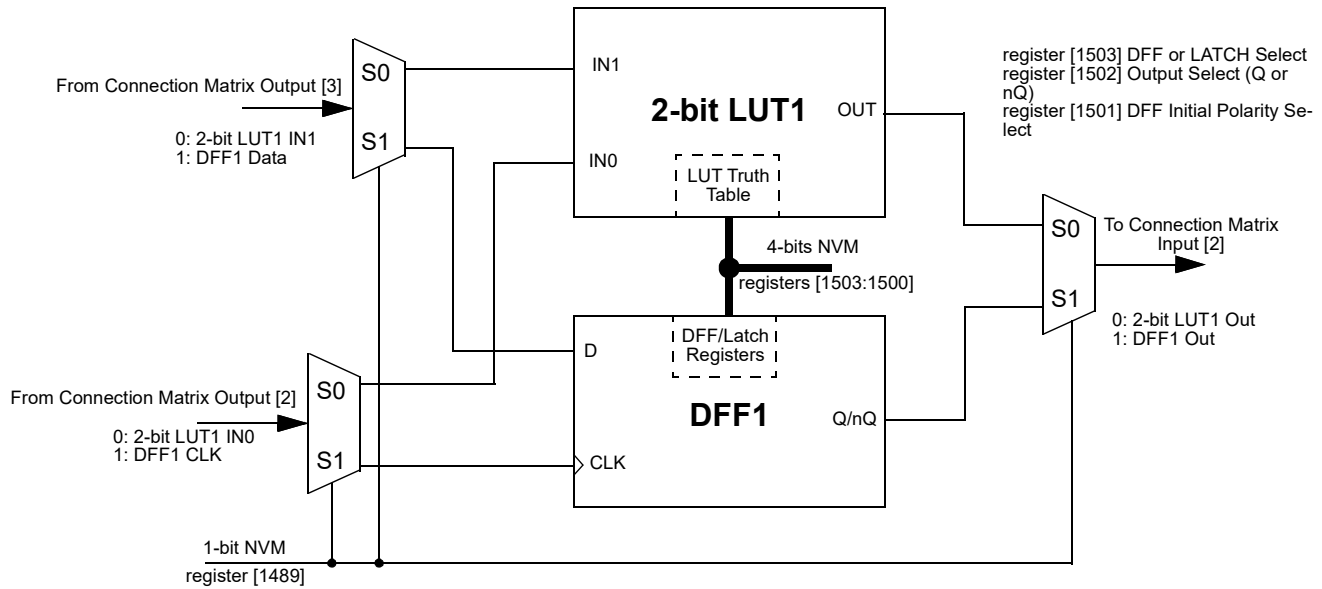 From Connection Matrix Output [3]
0: 2-bit LUT1 IN1
1: DFF1 Data
S0
S1
IN1
IN0
2-bit LUT1
OUT
LUT Truth
Table
register [1503] DFF or LATCH Select
register [1502] Output Select (Q or
nQ)
register [1501] DFF Initial Polarity Se-
lect
4-bits NVM
registers [1503:1500]
S0
S1
To Connection Matrix
Input [2]
0: 2-bit LUT1 Out
1: DFF1 Out
D
DFF/Latch
Registers
DFF1
Q/nQ
CLK
From Connection Matrix Output [2]
0: 2-bit LUT1 IN0
1: DFF1 CLK
S0
S1
1-bit NVM
register [1489]